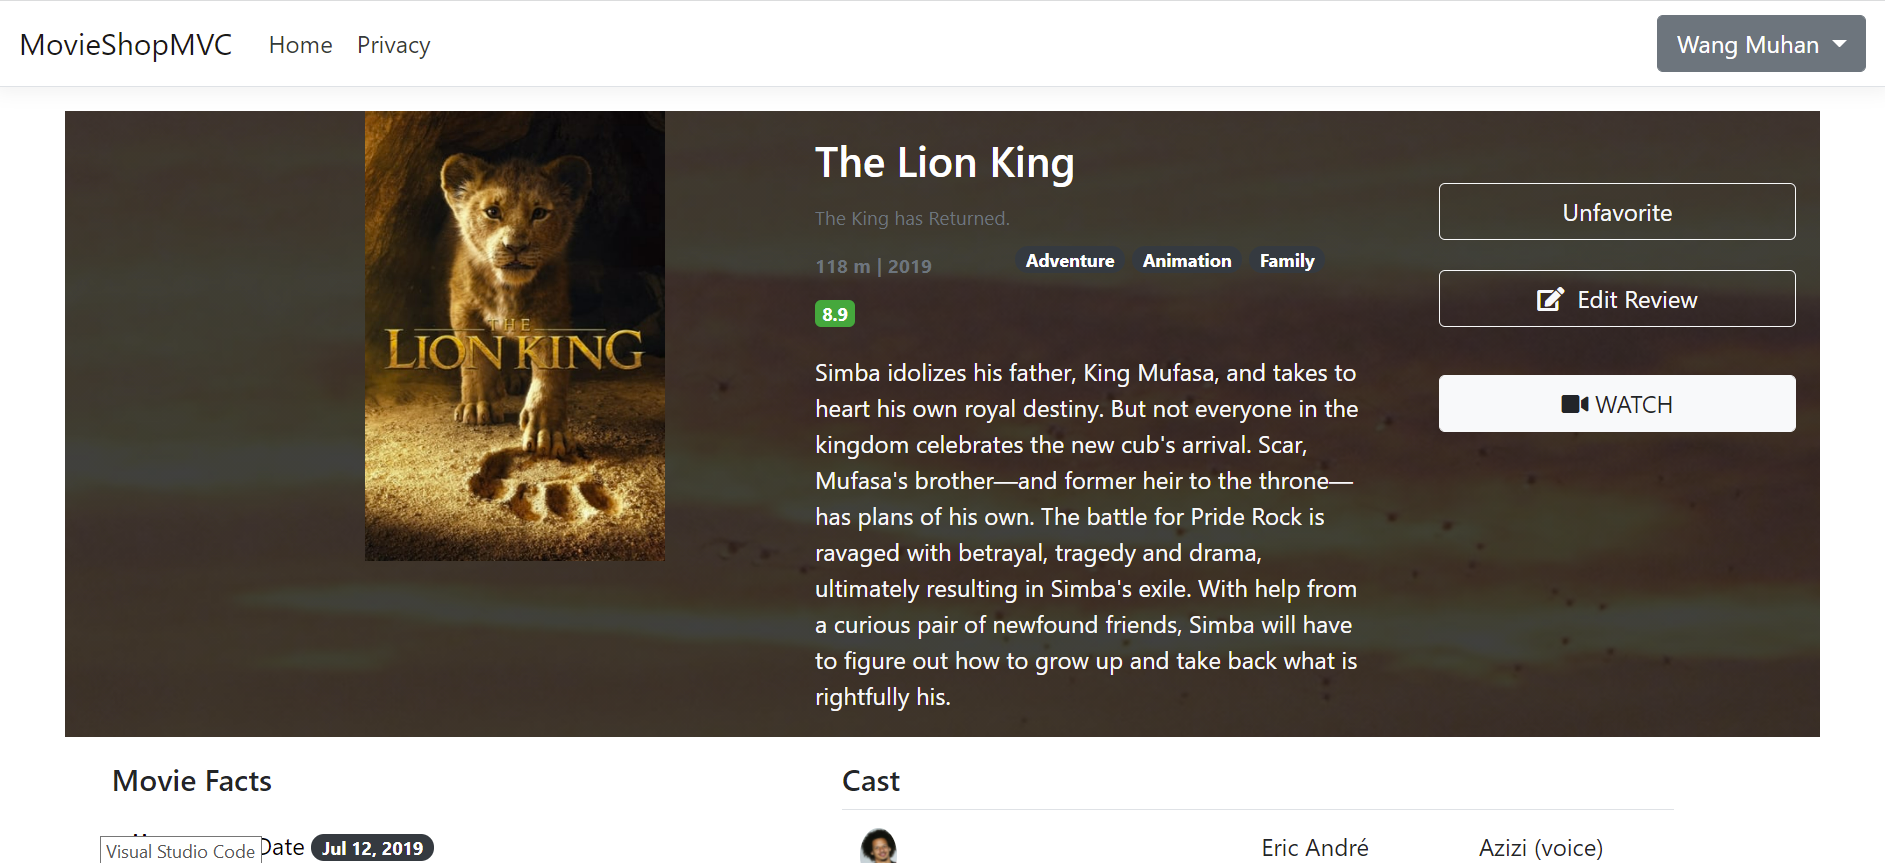 MovieShopMVC Home Privacy Wang Muhan
THE
LION KING
The Lion King
The King has Returned.
118 m | 2019 Adventure Animation Family
8.9
Simba idolizes his father, King Mufasa, and takes to
heart his own royal destiny. But not everyone in the
kingdom celebrates the new cub's arrival. Scar,
Mufasa's brother—and former heir to the throne—
has plans of his own. The battle for Pride Rock is
ravaged with betrayal, tragedy and drama,
ultimately resulting in Simba's exile. With help from
a curious pair of newfound friends, Simba will have
to figure out how to grow up and take back what is
rightfully his.
Unfavorite
Edit Review
WATCH
Movie Facts
Date Jul 12, 2019
Visual Studio Code
Cast
Eric André Azizi (voice)